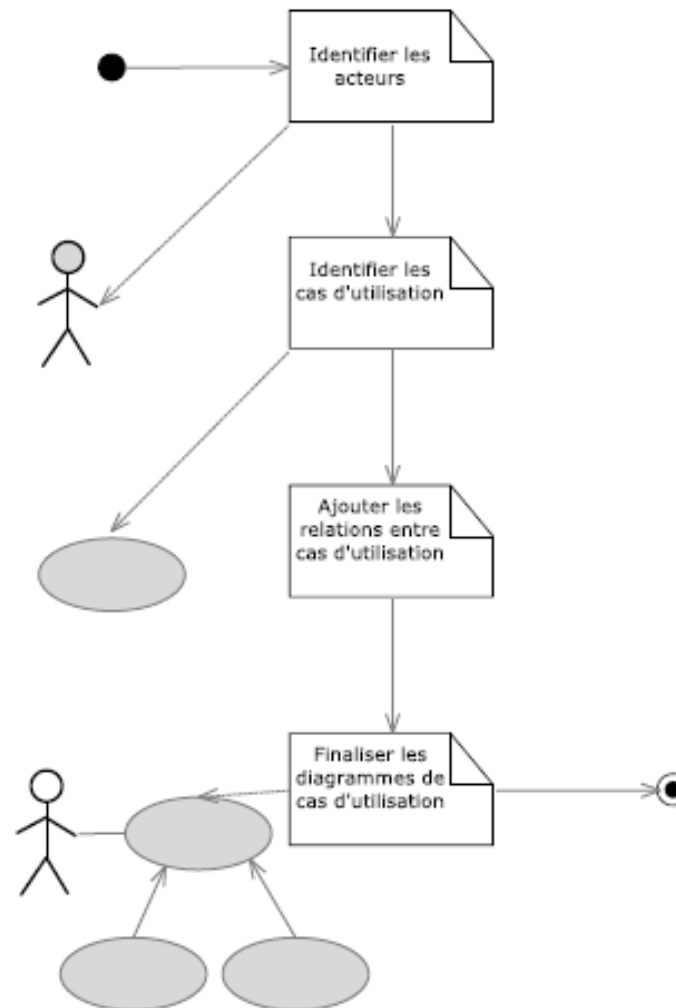 Identifier les
acteurs
Identifier les
cas d'utilisation
Ajouter les
relations entre
cas d'utilisation
Finaliser les
diagrammes de
cas d'utilisation